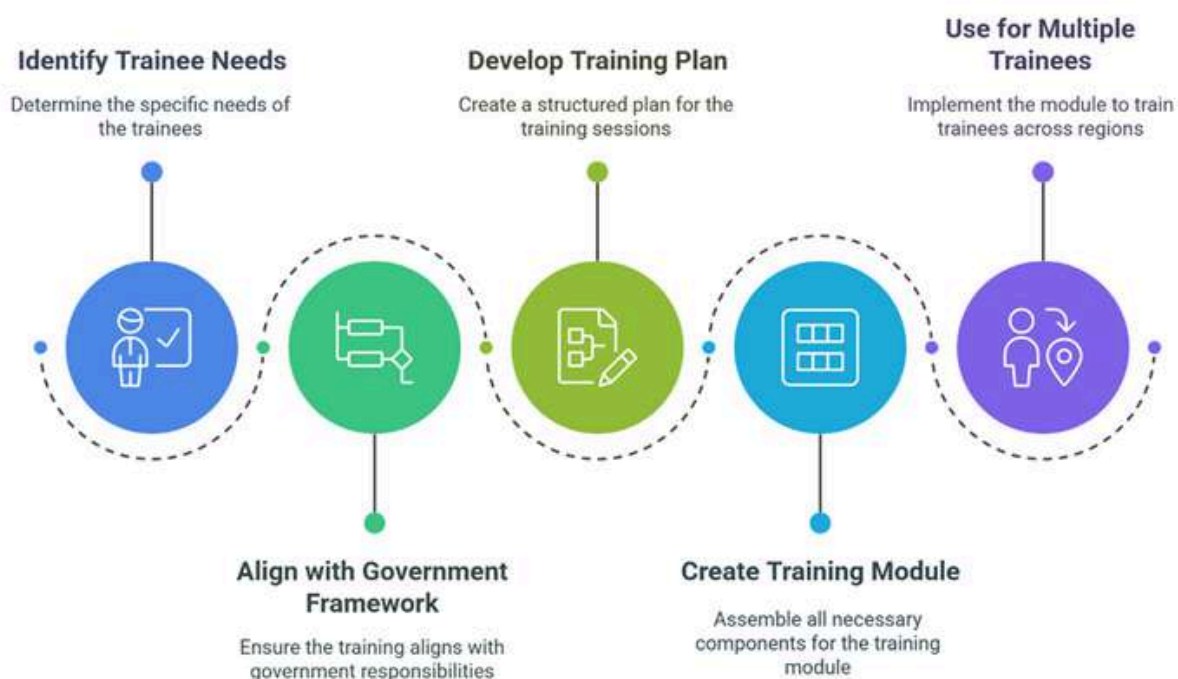 Identify Trainee Needs
Determine the specific needs of
the trainees
Align with Government
Framework
Ensure the training aligns with
government responsibilities
Develop Training Plan
Create a structured plan for the
training sessions
Create Training Module
Assemble all necessary
components for the training
module
Use for Multiple
Trainees
Implement the module to train
trainees across regions